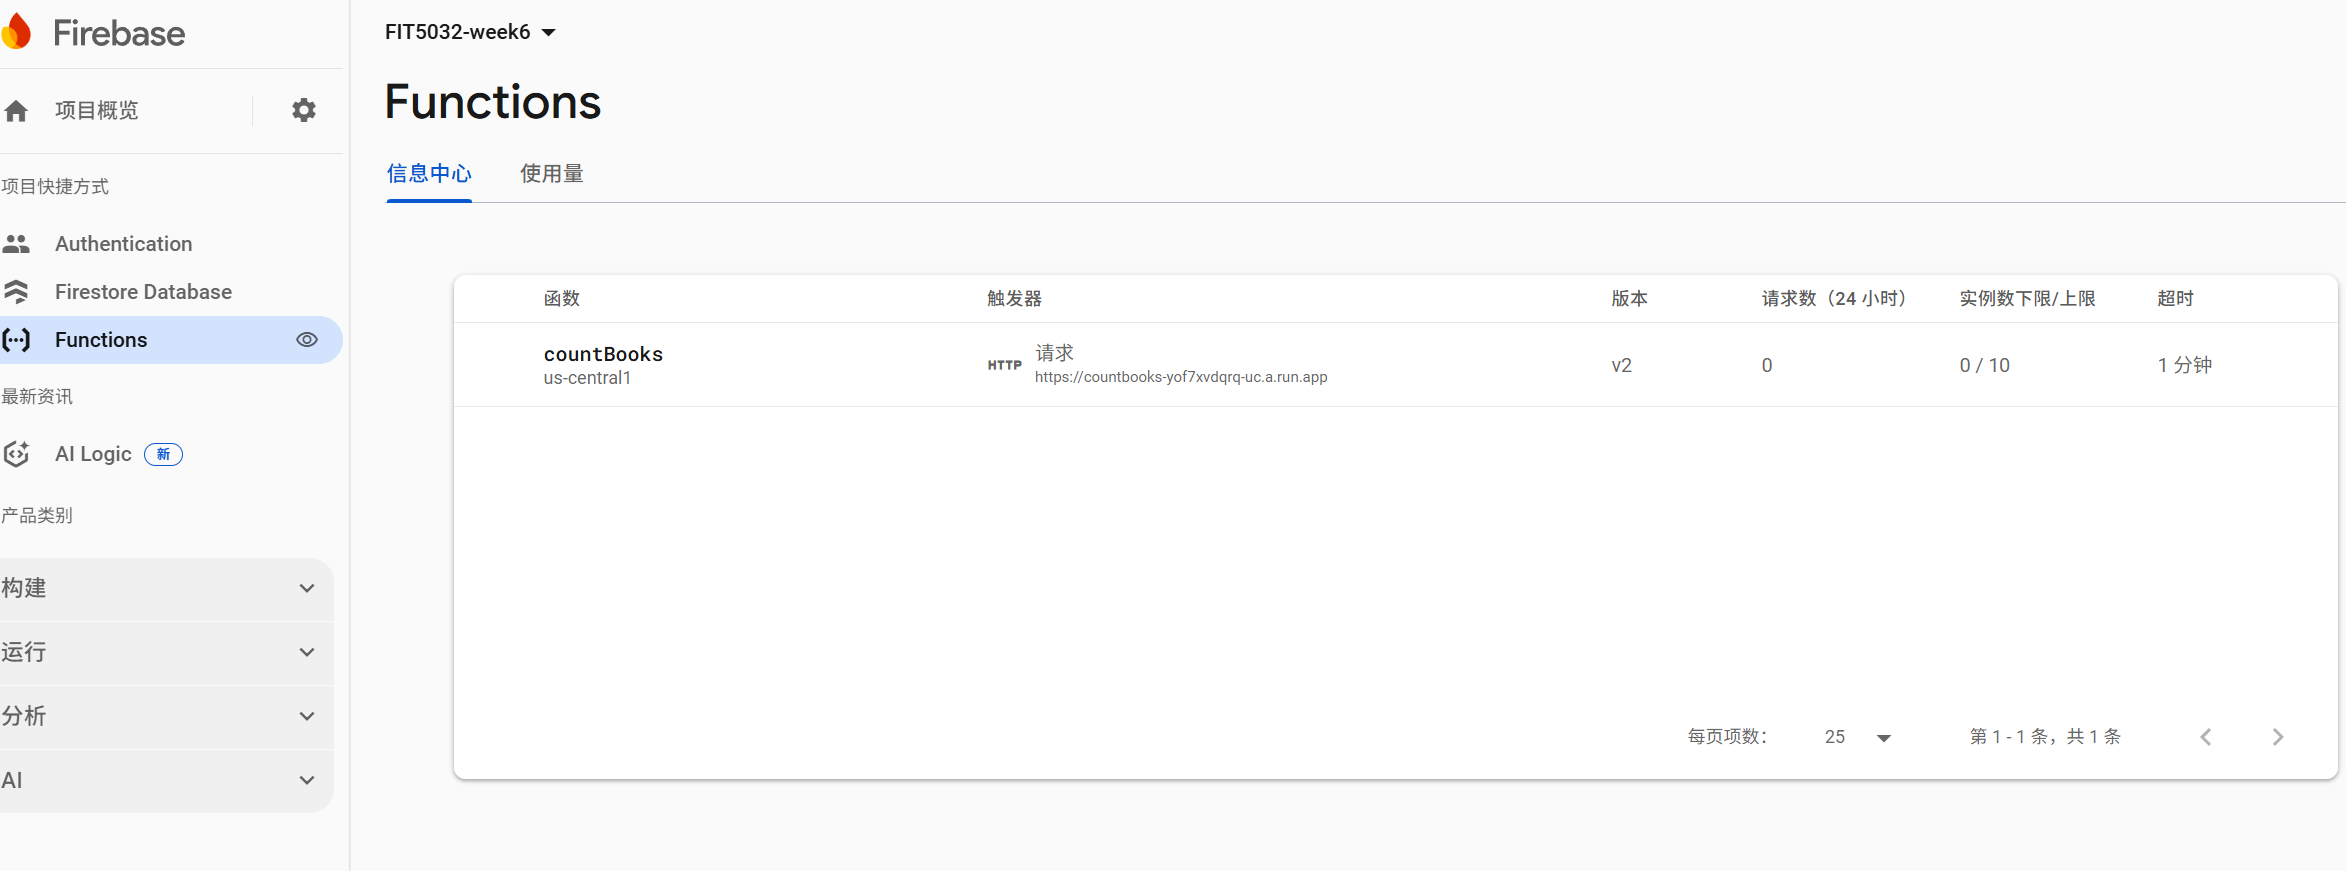 Firebase
项目概览
项目快捷方式
Authentication
Firestore Database
Functions
最新资讯
AI Logic 新
产品类别
构建
运行
分析
AI
FIT5032-week6
Functions
信息中心 使用量
函数 触发器 版本 请求数（24 小时） 实例数下限/上限 超时
countBooks
us-central1
HTTP 请求
https://countbooks-yof7xvdqrq-uc.a.run.app
v2 0 0 / 10 1 分钟
每页项数： 25 第 1 - 1 条，共 1 条